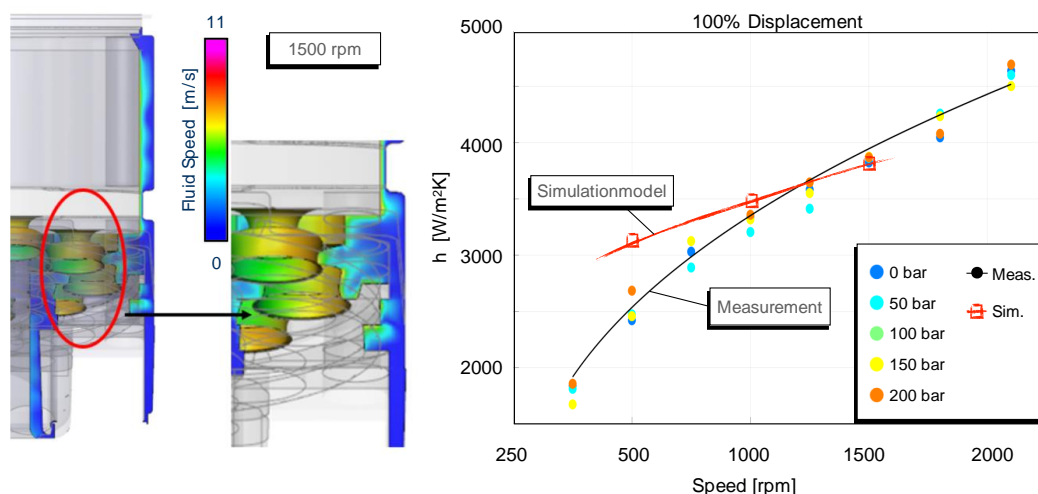 11
Fluid Speed [m/s]
0
1500 rpm
100% Displacement
5000
4000
3000
2000
h [W/m²K]
Simulationmodel
Measurement
0 bar
50 bar
100 bar
150 bar
200 bar
Meas.
Sim.
250
500
1000
1500
2000
Speed [rpm]